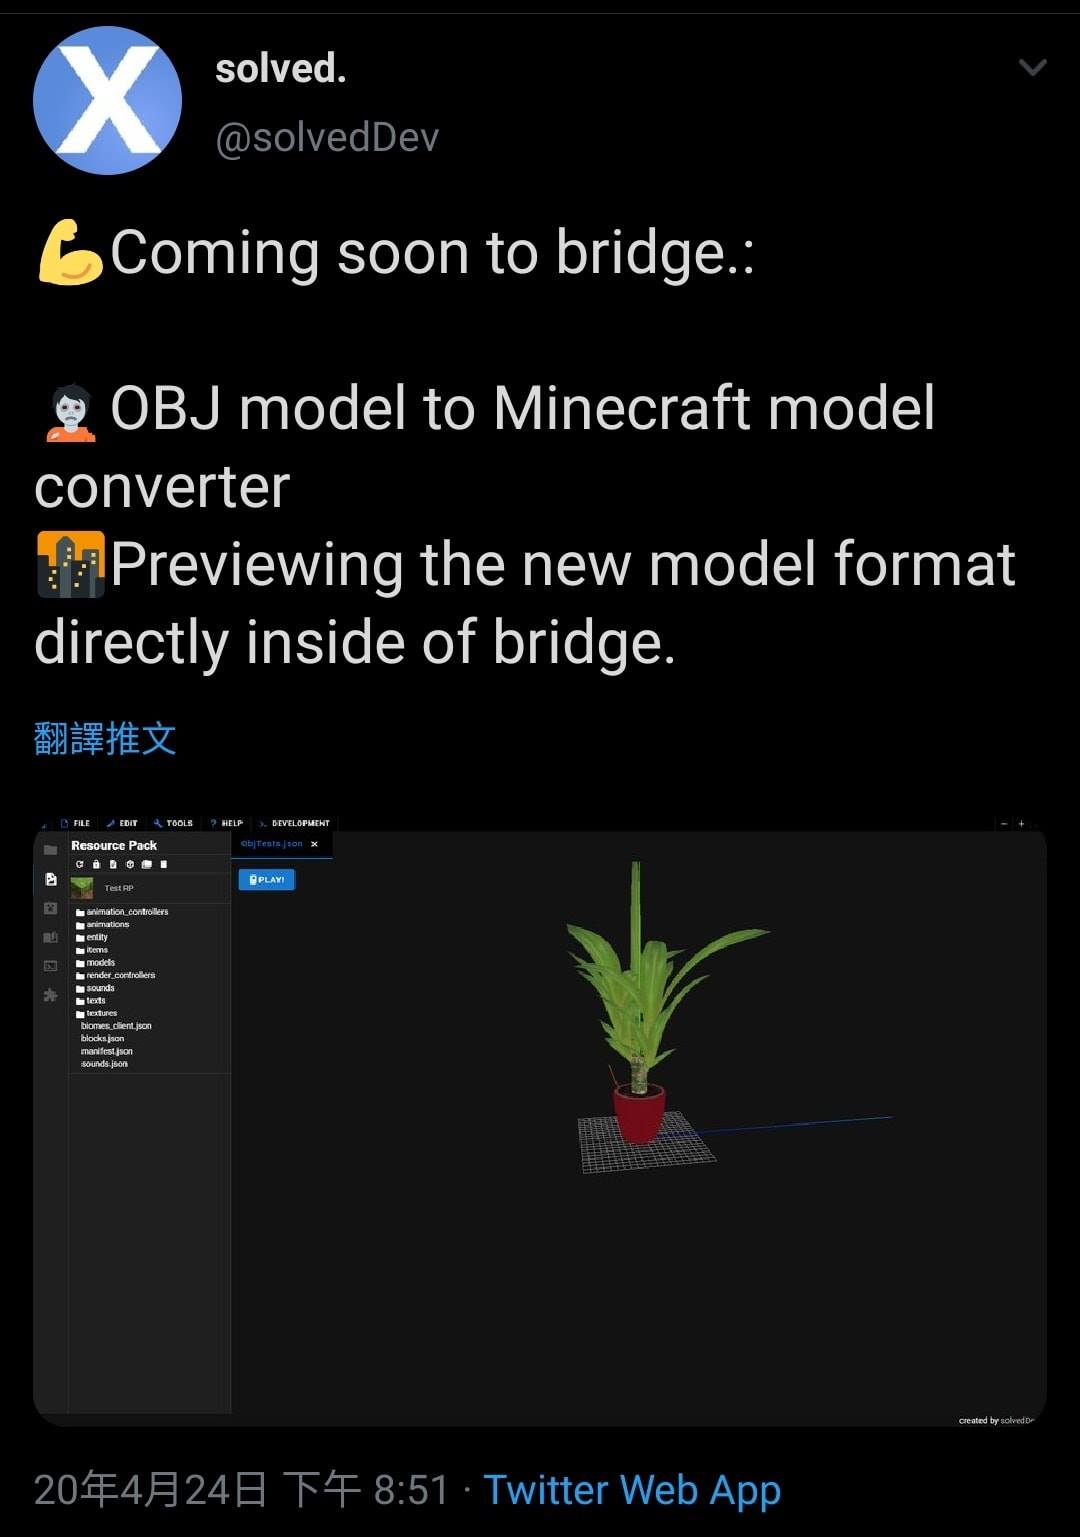 X
solved.
@solvedDev
💪Coming soon to bridge.:
OBJ model to Minecraft model
converter
🌆Previewing the new model format
directly inside of bridge.
翻譯推文
FILE EDIT TOOLS ? HELP >_ DEVELOPMENT
Resource Pack
ObjTests.json ×
Test RP
PLAY!
animation_controllers
animations
entity
items
models
render_controllers
sounds
texts
textures
biomes_client.json
blocks.json
manifest.json
sounds.json
created by solvedDe
20年4月24日 下午 8:51 · Twitter Web App